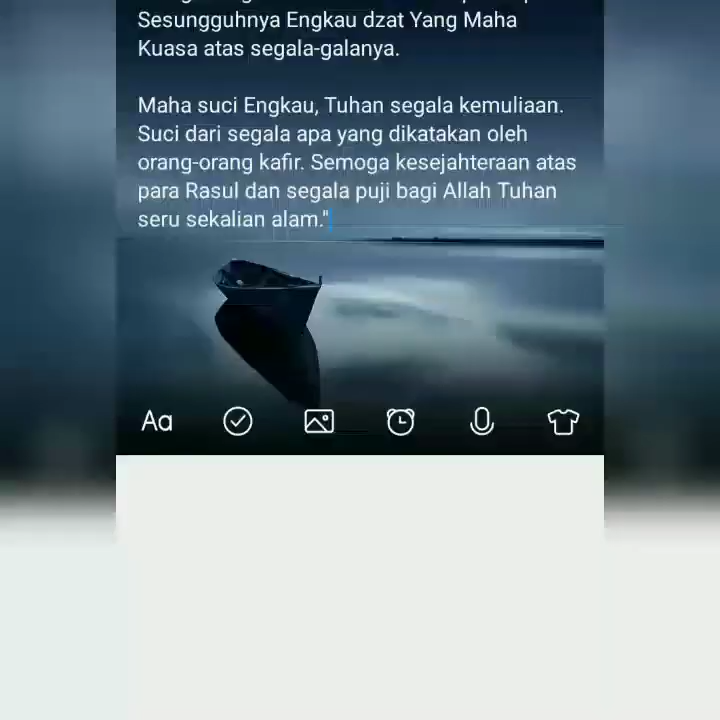 Sesungguhnya Engkau dzat Yang Maha
Kuasa atas segala-galanya.
Maha suci Engkau, Tuhan segala kemuliaan.
Suci dari segala apa yang dikatakan oleh
orang-orang kafir. Semoga kesejahteraan atas
para Rasul dan segala puji bagi Allah Tuhan
seru sekalian alam."
Aa